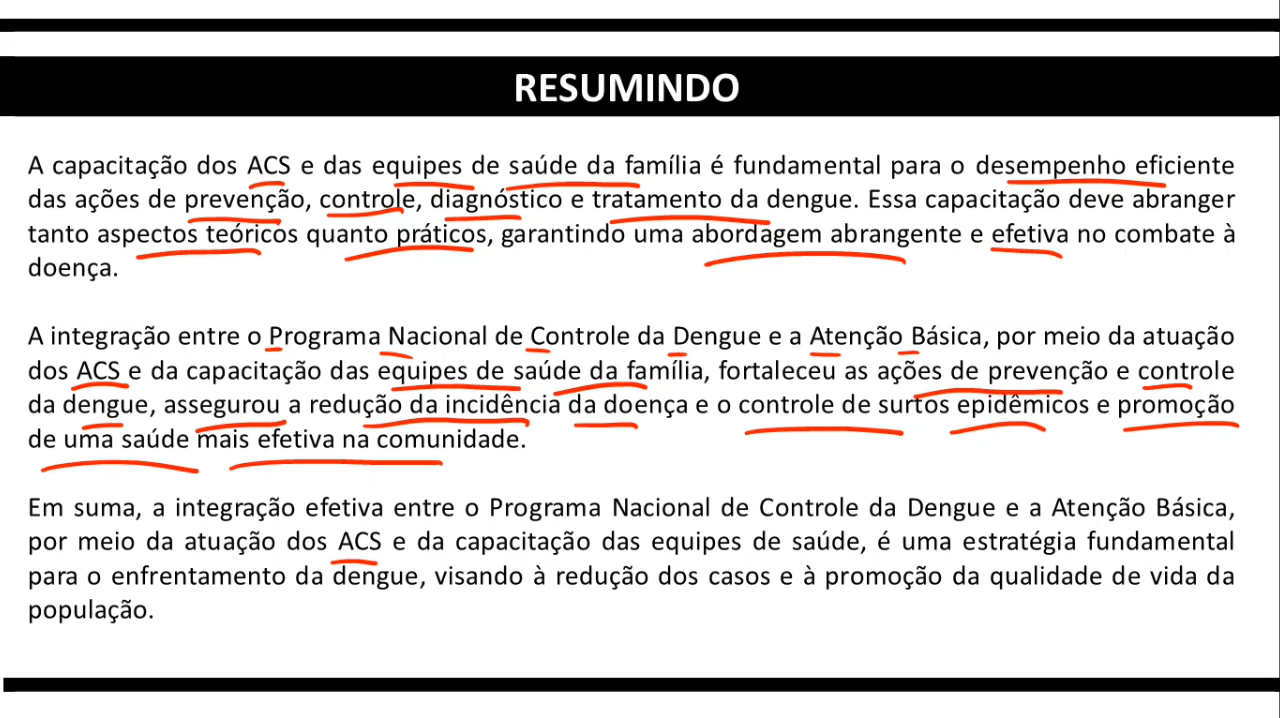 RESUMINDO
A capacitação dos ACS e das equipes de saúde da família é fundamental para o desempenho eficiente
das ações de prevenção, controle, diagnóstico e tratamento da dengue. Essa capacitação deve abranger
tanto aspectos teóricos quanto práticos, garantindo uma abordagem abrangente e efetiva no combate à
doença.
A integração entre o Programa Nacional de Controle da Dengue e a Atenção Básica, por meio da atuação
dos ACS e da capacitação das equipes de saúde da família, fortaleceu as ações de prevenção e controle
da dengue, assegurou a redução da incidência da doença e o controle de surtos epidêmicos e promoção
de uma saúde mais efetiva na comunidade.
Em suma, a integração efetiva entre o Programa Nacional de Controle da Dengue e a Atenção Básica,
por meio da atuação dos ACS e da capacitação das equipes de saúde, é uma estratégia fundamental
para o enfrentamento da dengue, visando à redução dos casos e à promoção da qualidade de vida da
população.